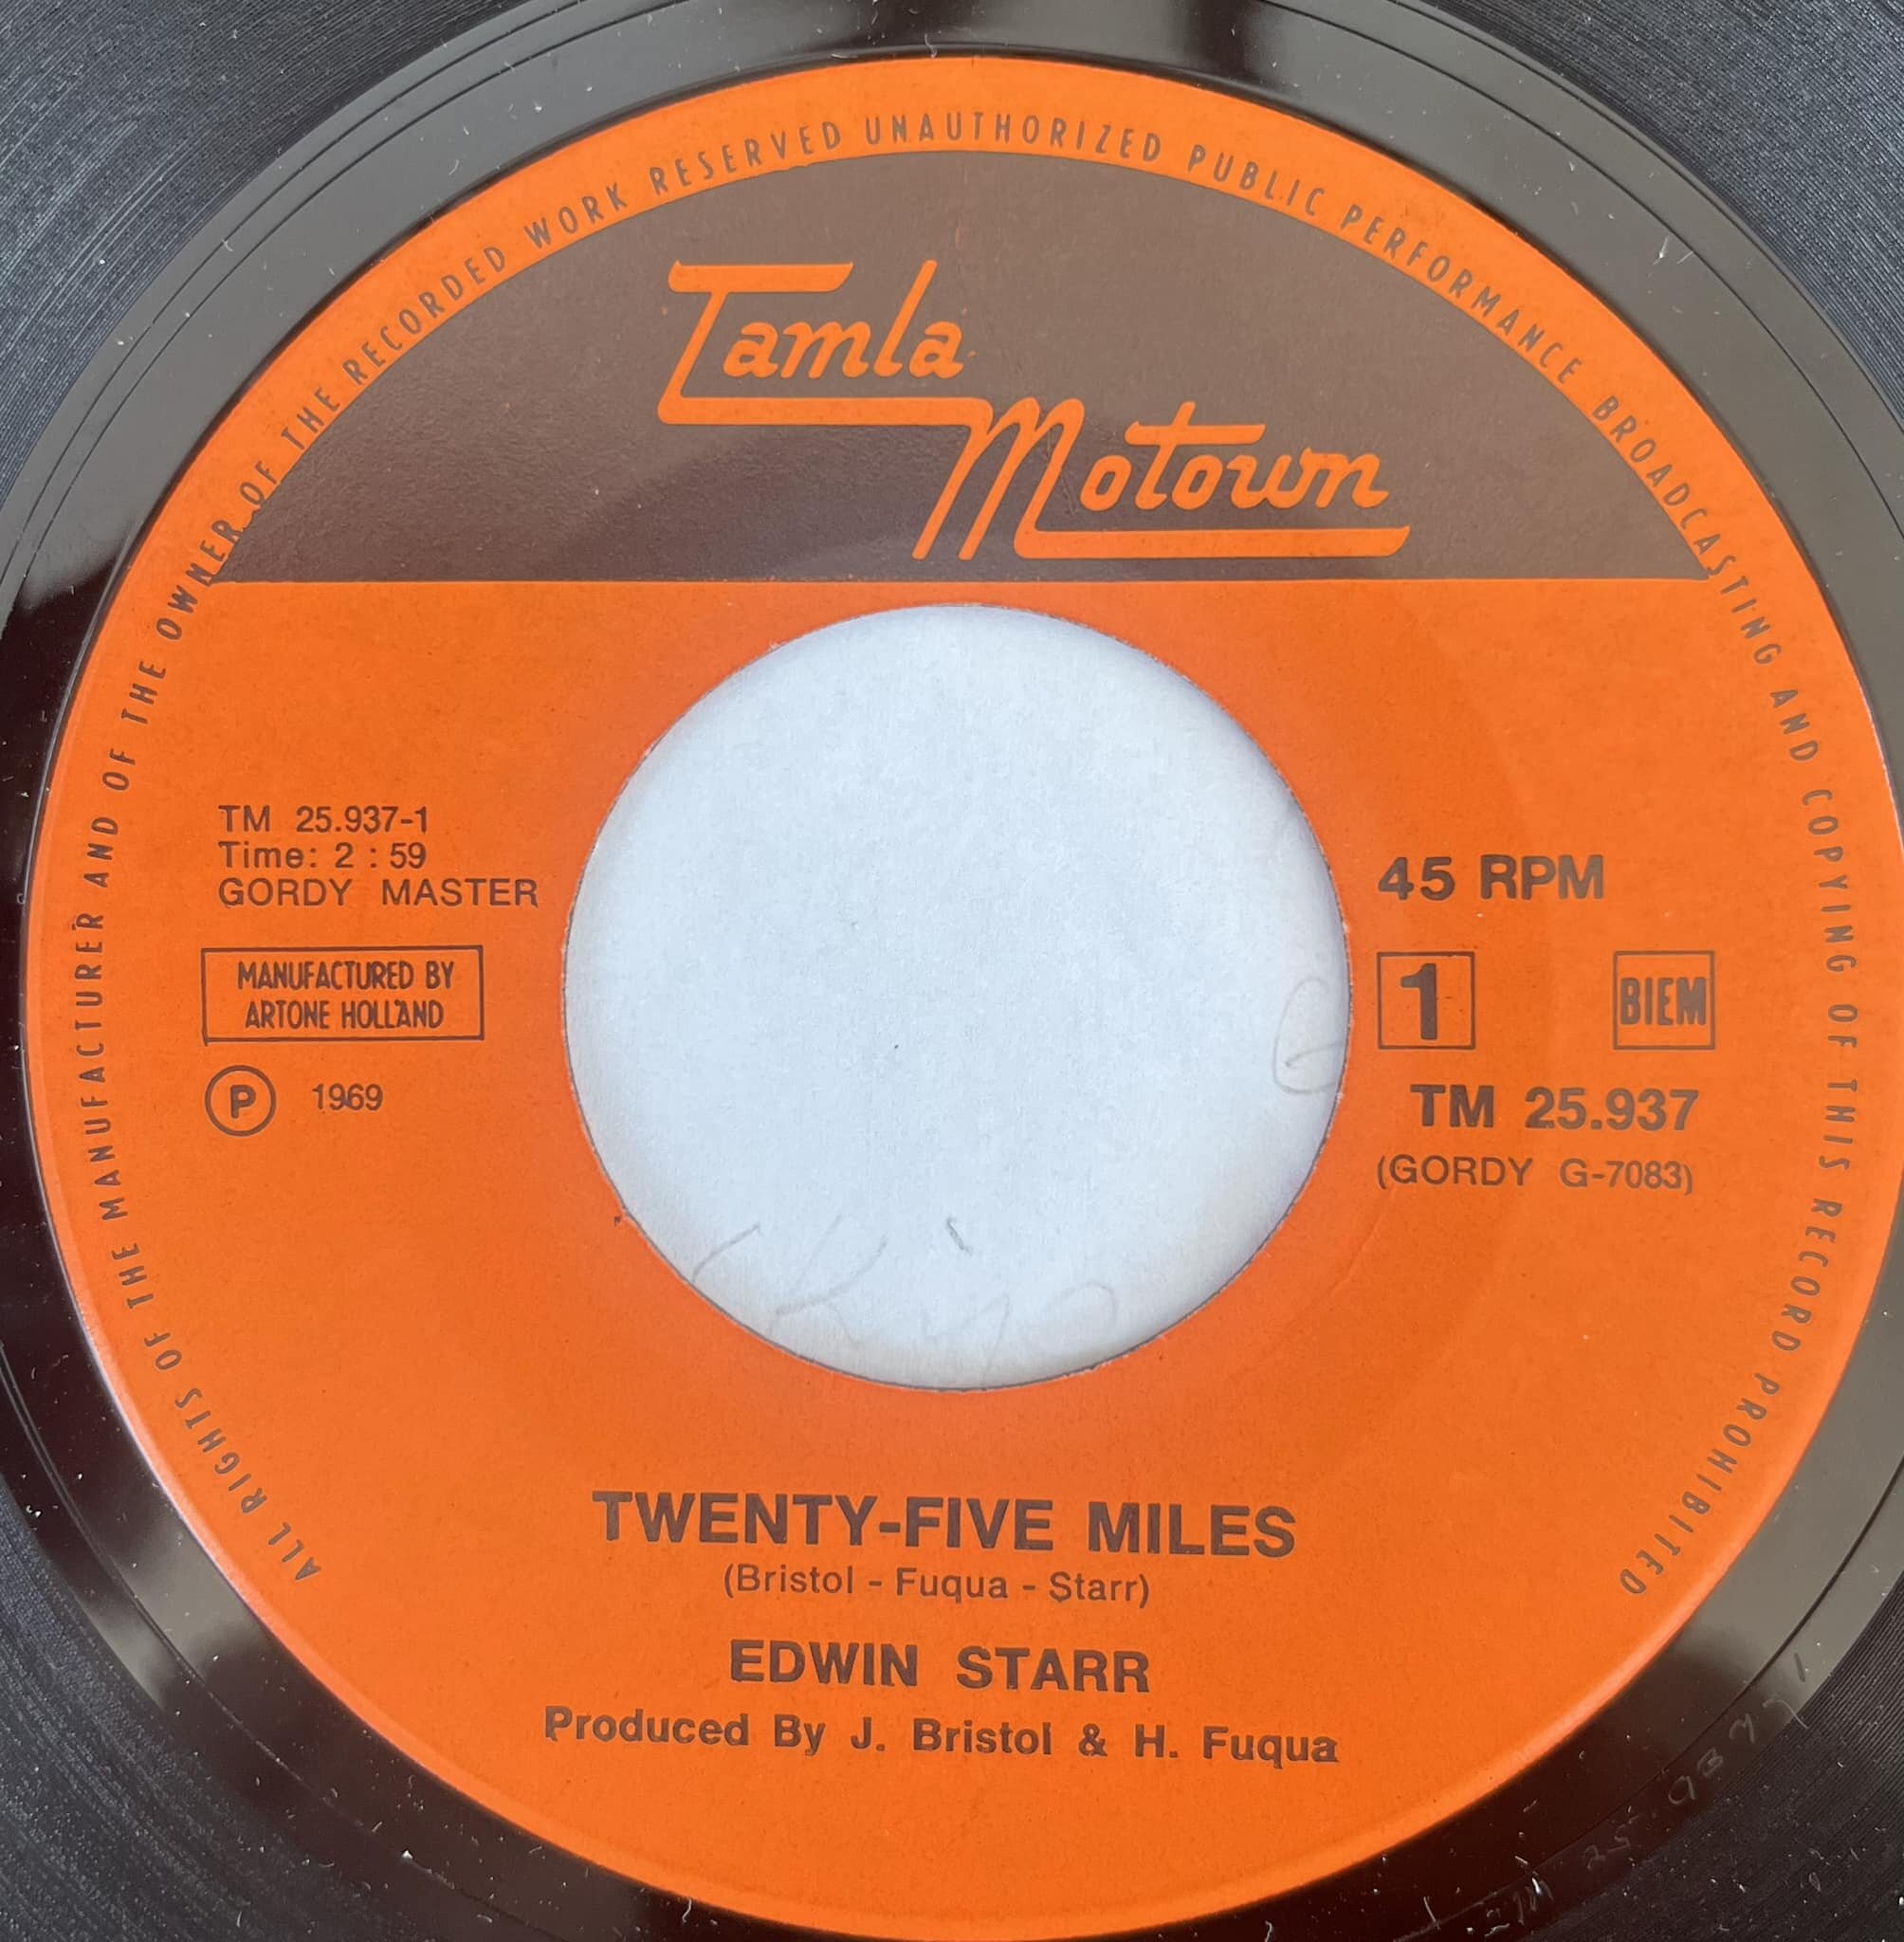 ALL RIGHTS OF THE MANUFACTURER AND OF THE OWNER OF THE RECORDED WORK RESERVED UNAUTHORIZED PUBLIC PERFORMANCE BROADCASTING AND COPYING OF THIS RECORD PROHIBITED
Tamla
Motown
TM 25.937-1
Time: 2 : 59
GORDY MASTER
MANUFACTURED BY
ARTONE HOLLAND
P 1969
45 RPM
1 BIEM
TM 25.937
(GORDY G-7083)
TWENTY-FIVE MILES
(Bristol - Fuqua - Starr)
EDWIN STARR
Produced By J. Bristol & H. Fuqua